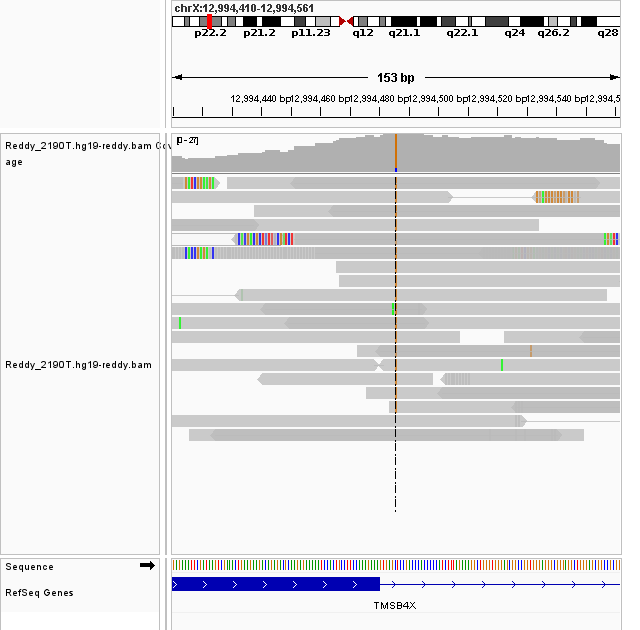 chrX:12,994,410-12,994,561
p22.2 p21.2 p11.23 q12 q21.1 q22.1 q24 q26.2 q28
153 bp
12,994,440 bp 12,994,460 bp 12,994,480 bp 12,994,500 bp 12,994,520 bp 12,994,540 bp 12,994,5
Reddy_2190T.hg19-reddy.bam Cov
age
[0 - 27]
Reddy_2190T.hg19-reddy.bam
Sequence
RefSeq Genes
TMSB4X